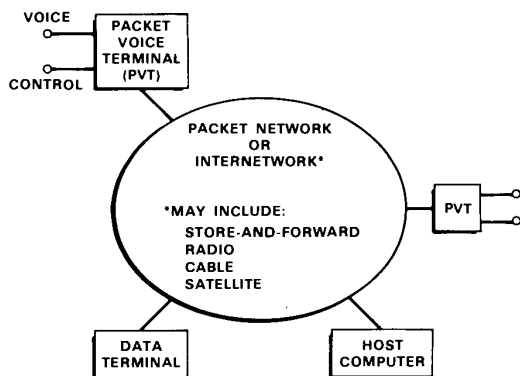 VOICE
CONTROL
PACKET
VOICE
TERMINAL
(PVT)
PACKET NETWORK
OR
INTERNETWORK*
*MAY INCLUDE:
STORE-AND-FORWARD
RADIO
CABLE
SATELLITE
PVT
DATA
TERMINAL
HOST
COMPUTER